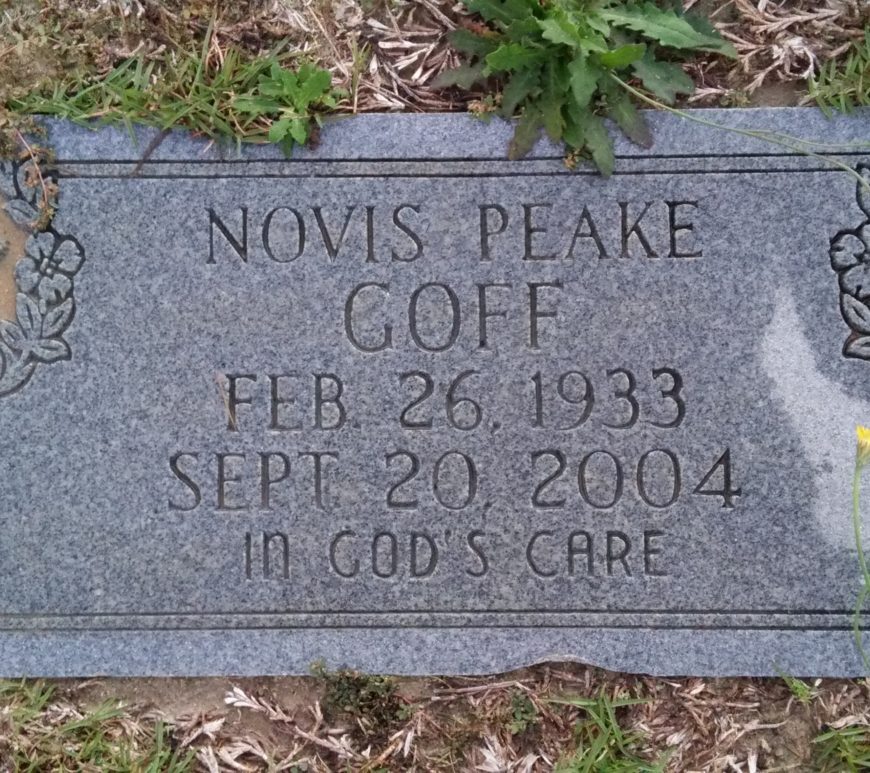 NOVIS PEAKE
GOFF
FEB. 26, 1933
SEPT. 20, 2004
IN GOD'S CARE